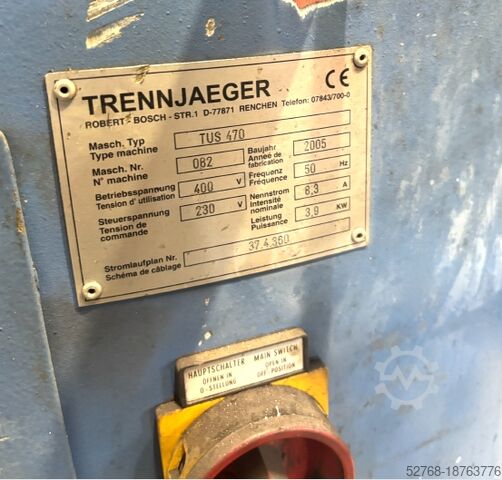 TRENNJAEGER CE
ROBERT - BOSCH - STR.1 D-77871 RENCHEN Telefon: 07843/700-0
Masch. Typ
Type machine TUS 470
Masch. Nr.
N° machine 082
Baujahr
Anneé de
fabrication 2005
Betriebsspannung
Tension d' utilisation 400 V
Frequenz
Fréquence 50 Hz
Steuerspannung
Tension de
commande 230 V
Nennstrom
Intensité
nominale 8,3 A
Leistung
Puissance 3,9 KW
Stromlaufplan Nr.
Schéma de câblage 37.4.360
HAUPTSCHALTER
ÖFFNEN IN
0-STELLUNG
MAIN SWITCH
OPEN IN
OFF-POSITION
52768-18763776